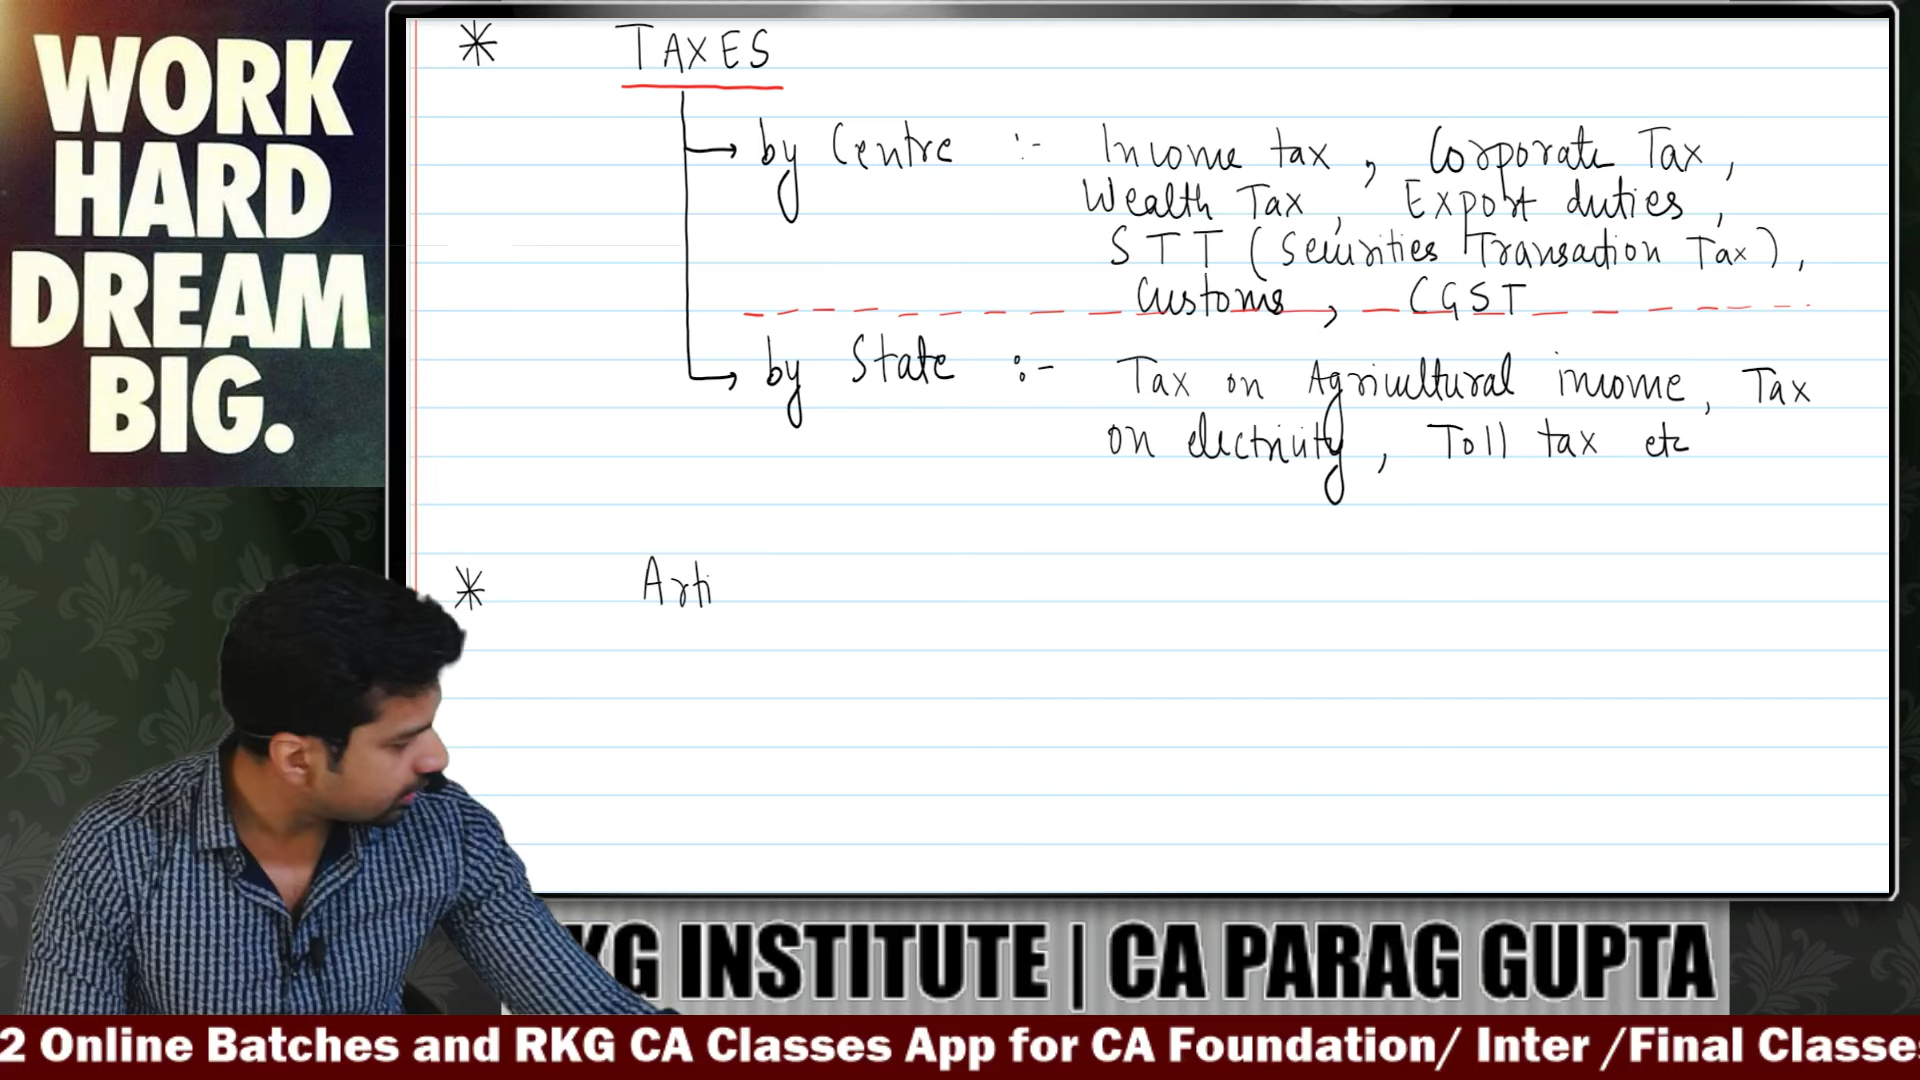 WORK
HARD
DREAM
BIG.
* TAXES
by Centre :- Income tax, Corporate Tax,
Wealth Tax, Export duties,
STT (Securities Transaction Tax),
Customs, CGST
by State :- Tax on Agricultural income, Tax
on electricity, Toll tax etc
* Arti
KG INSTITUTE | CA PARAG GUPTA
2 Online Batches and RKG CA Classes App for CA Foundation/ Inter /Final Classe